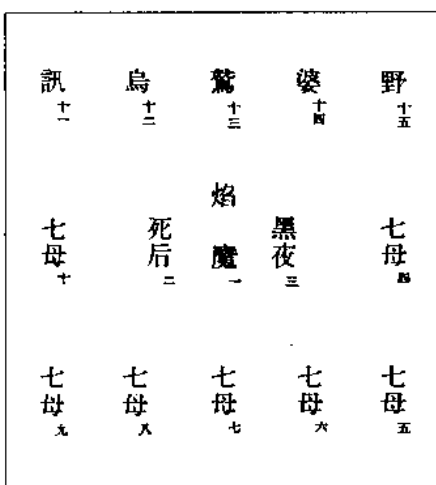 野十五
婆十四
鷲十三
烏十二
訊十一
七母四
黑夜三
焰魔一
死后二
七母十
七母五
七母六
七母七
七母八
七母九